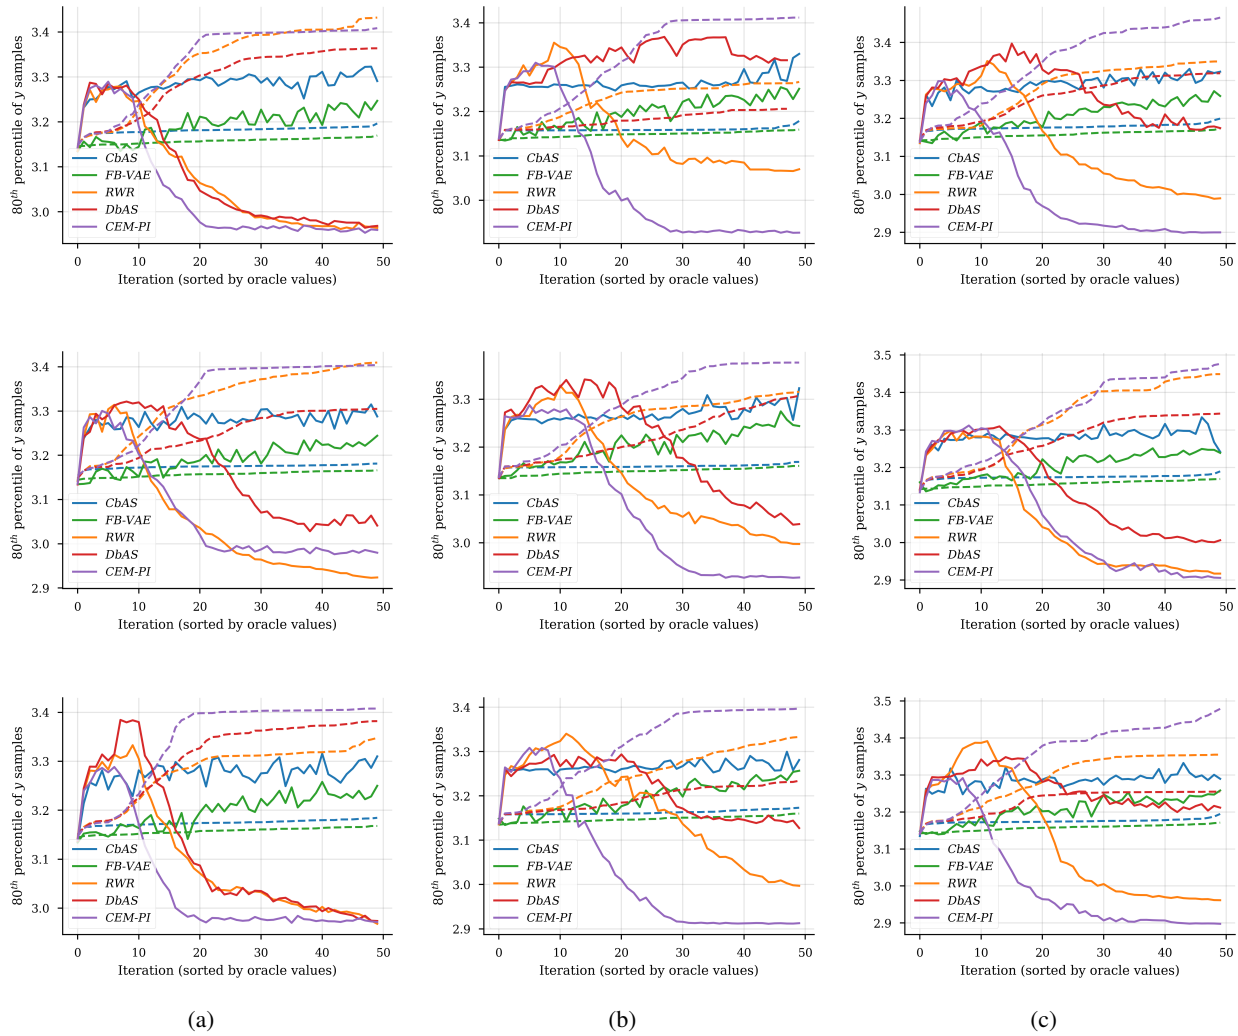 3.4
3.3
3.2
3.1
3.0
80th percentile of y samples
CbAS
FB-VAE
RWR
DbAS
CEM-PI
0 10 20 30 40 50
Iteration (sorted by oracle values)
3.4
3.3
3.2
3.1
3.0
2.9
80th percentile of y samples
CbAS
FB-VAE
RWR
DbAS
CEM-PI
0 10 20 30 40 50
Iteration (sorted by oracle values)
3.4
3.3
3.2
3.1
3.0
2.9
80th percentile of y samples
CbAS
FB-VAE
RWR
DbAS
CEM-PI
0 10 20 30 40 50
Iteration (sorted by oracle values)
3.4
3.3
3.2
3.1
3.0
2.9
80th percentile of y samples
CbAS
FB-VAE
RWR
DbAS
CEM-PI
0 10 20 30 40 50
Iteration (sorted by oracle values)
3.3
3.2
3.1
3.0
80th percentile of y samples
CbAS
FB-VAE
RWR
DbAS
CEM-PI
0 10 20 30 40 50
Iteration (sorted by oracle values)
3.5
3.4
3.3
3.2
3.1
3.0
2.9
80th percentile of y samples
CbAS
FB-VAE
RWR
DbAS
CEM-PI
0 10 20 30 40 50
Iteration (sorted by oracle values)
3.4
3.3
3.2
3.1
3.0
80th percentile of y samples
CbAS
FB-VAE
RWR
DbAS
CEM-PI
0 10 20 30 40 50
Iteration (sorted by oracle values)
3.4
3.3
3.2
3.1
3.0
2.9
80th percentile of y samples
CbAS
FB-VAE
RWR
DbAS
CEM-PI
0 10 20 30 40 50
Iteration (sorted by oracle values)
3.5
3.4
3.3
3.2
3.1
3.0
2.9
80th percentile of y samples
CbAS
FB-VAE
RWR
DbAS
CEM-PI
0 10 20 30 40 50
Iteration (sorted by oracle values)
(a)
(b)
(c)